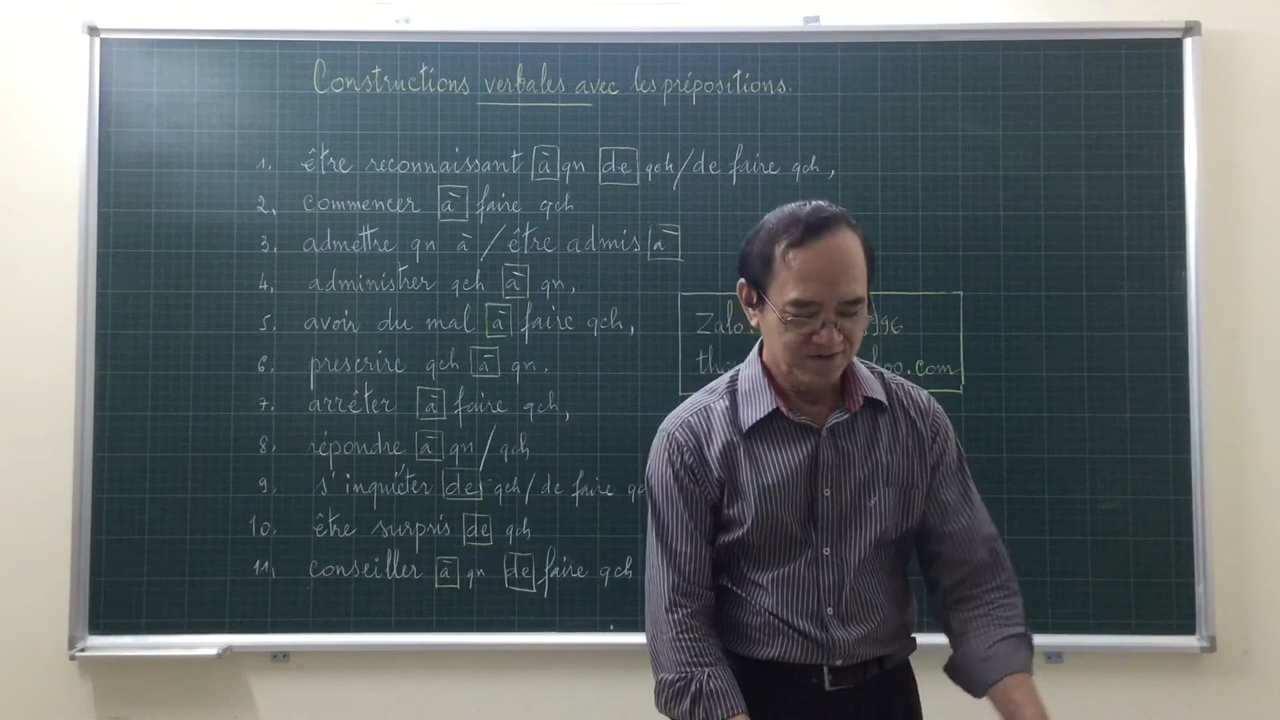 Constructions verbales avec les prépositions.
1. être reconnaissant à qn de qch/de faire qch,
2. commencer à faire qch
3. admettre qn à / être admis à
4. administrer qch à qn,
5. avoir du mal à faire qch,
6. prescrire qch à qn.
7. arrêter à faire qch,
8. répondre à qn / qch
9. s'inquiéter de qch / de faire
10. être surpris de qch
11. conseiller à qn de faire qch
Zalo. 996
.com